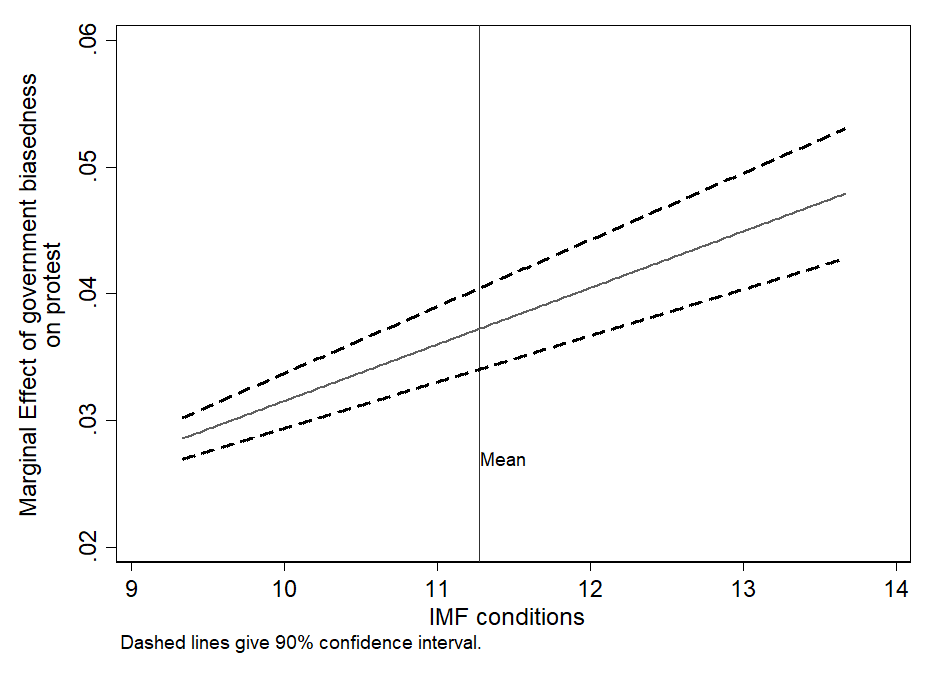 Marginal Effect of government biasedness
on protest
.06
.05
.04
.03
.02
Mean
9 10 11 12 13 14
IMF conditions
Dashed lines give 90% confidence interval.